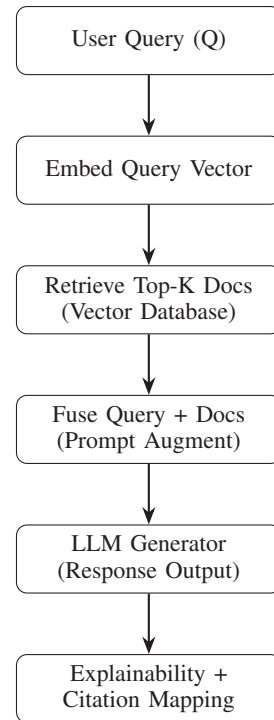 User Query (Q)
Embed Query Vector
Retrieve Top-K Docs
(Vector Database)
Fuse Query + Docs
(Prompt Augment)
LLM Generator
(Response Output)
Explainability +
Citation Mapping